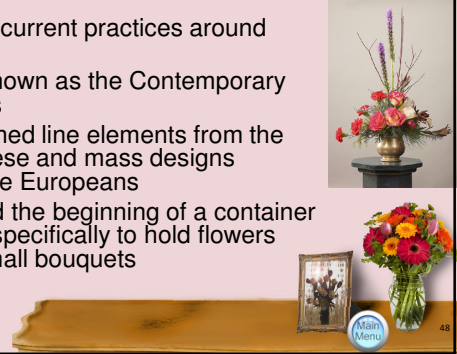 current practices around
nown as the Contemporary
s
ned line elements from the
ese and mass designs
e Europeans
d the beginning of a container
specifically to hold flowers
nall bouquets
Main
Menu
48